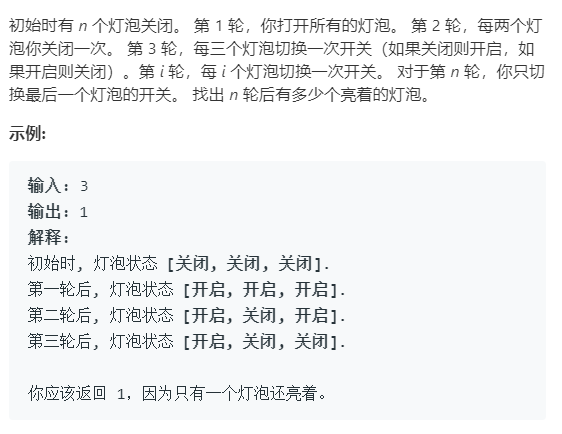 初始时有 n 个灯泡关闭。 第 1 轮，你打开所有的灯泡。 第 2 轮，每两个灯
泡你关闭一次。 第 3 轮，每三个灯泡切换一次开关（如果关闭则开启，如
果开启则关闭）。第 i 轮，每 i 个灯泡切换一次开关。 对于第 n 轮，你只切
换最后一个灯泡的开关。 找出 n 轮后有多少个亮着的灯泡。
示例:
输入: 3
输出: 1
解释:
初始时, 灯泡状态 [关闭, 关闭, 关闭].
第一轮后, 灯泡状态 [开启, 开启, 开启].
第二轮后, 灯泡状态 [开启, 关闭, 开启].
第三轮后, 灯泡状态 [开启, 关闭, 关闭].
你应该返回 1，因为只有一个灯泡还亮着。